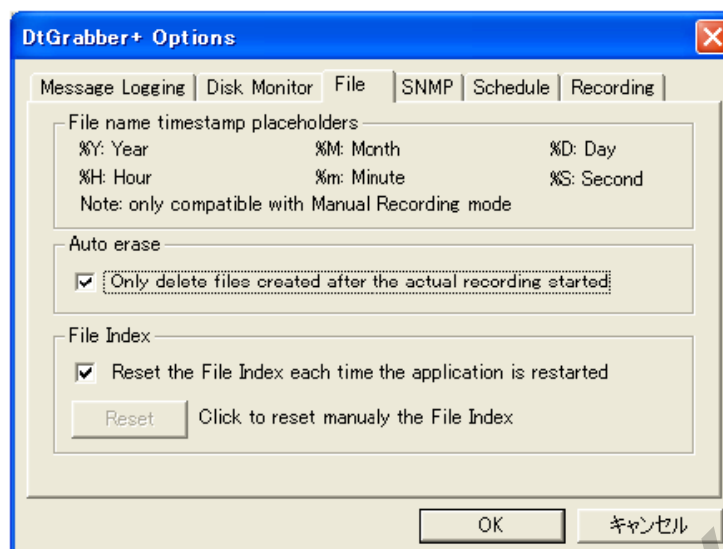 DtGrabber+ Options
Message Logging Disk Monitor File SNMP Schedule Recording
File name timestamp placeholders
%Y: Year %M: Month %D: Day
%H: Hour %m: Minute %S: Second
Note: only compatible with Manual Recording mode
Auto erase
Only delete files created after the actual recording started
File Index
Reset the File Index each time the application is restarted
Reset Click to reset manualy the File Index
OK キャンセル